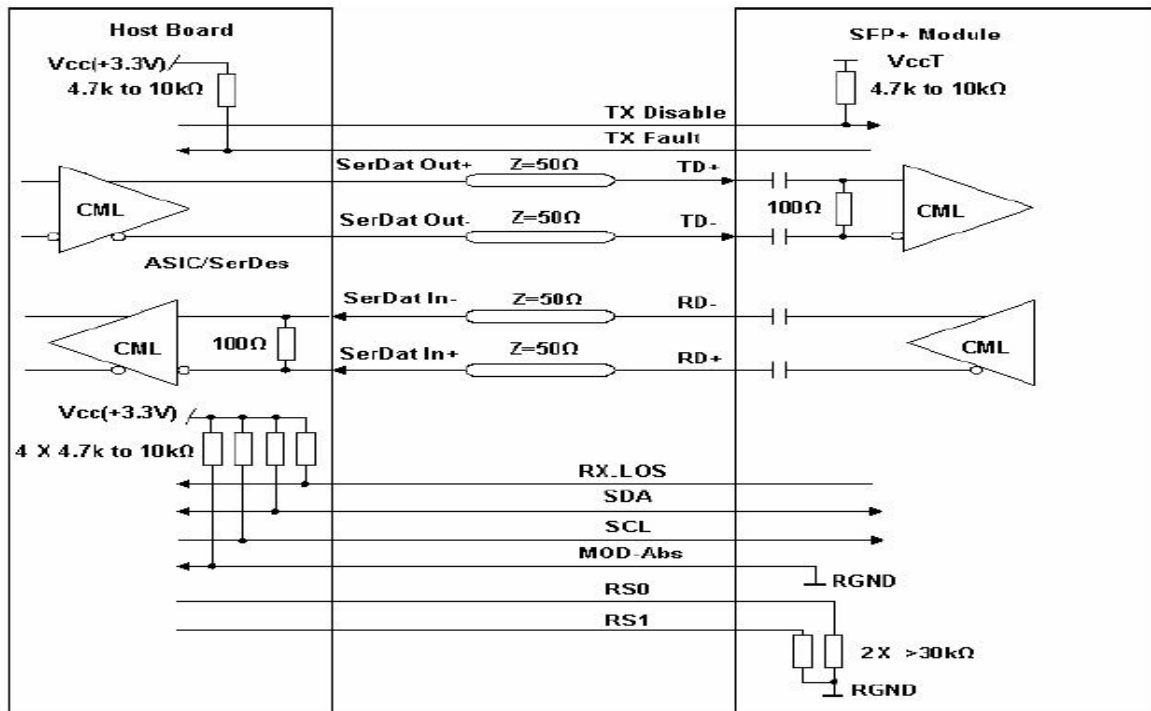 Host Board
SFP+ Module
Vcc(+3.3V)
VccT
4.7k to 10kΩ
4.7k to 10kΩ
TX Disable
TX Fault
SerDat Out+
Z=50Ω
TD+
CML
100Ω
CML
SerDat Out-
Z=50Ω
TD-
ASIC/SerDes
SerDat In-
Z=50Ω
RD-
CML
100Ω
SerDat In+
Z=50Ω
RD+
CML
Vcc(+3.3V)
4 X 4.7k to 10kΩ
RX_LOS
SDA
SCL
MOD-Abs
RGND
RS0
RS1
2X >30kΩ
RGND